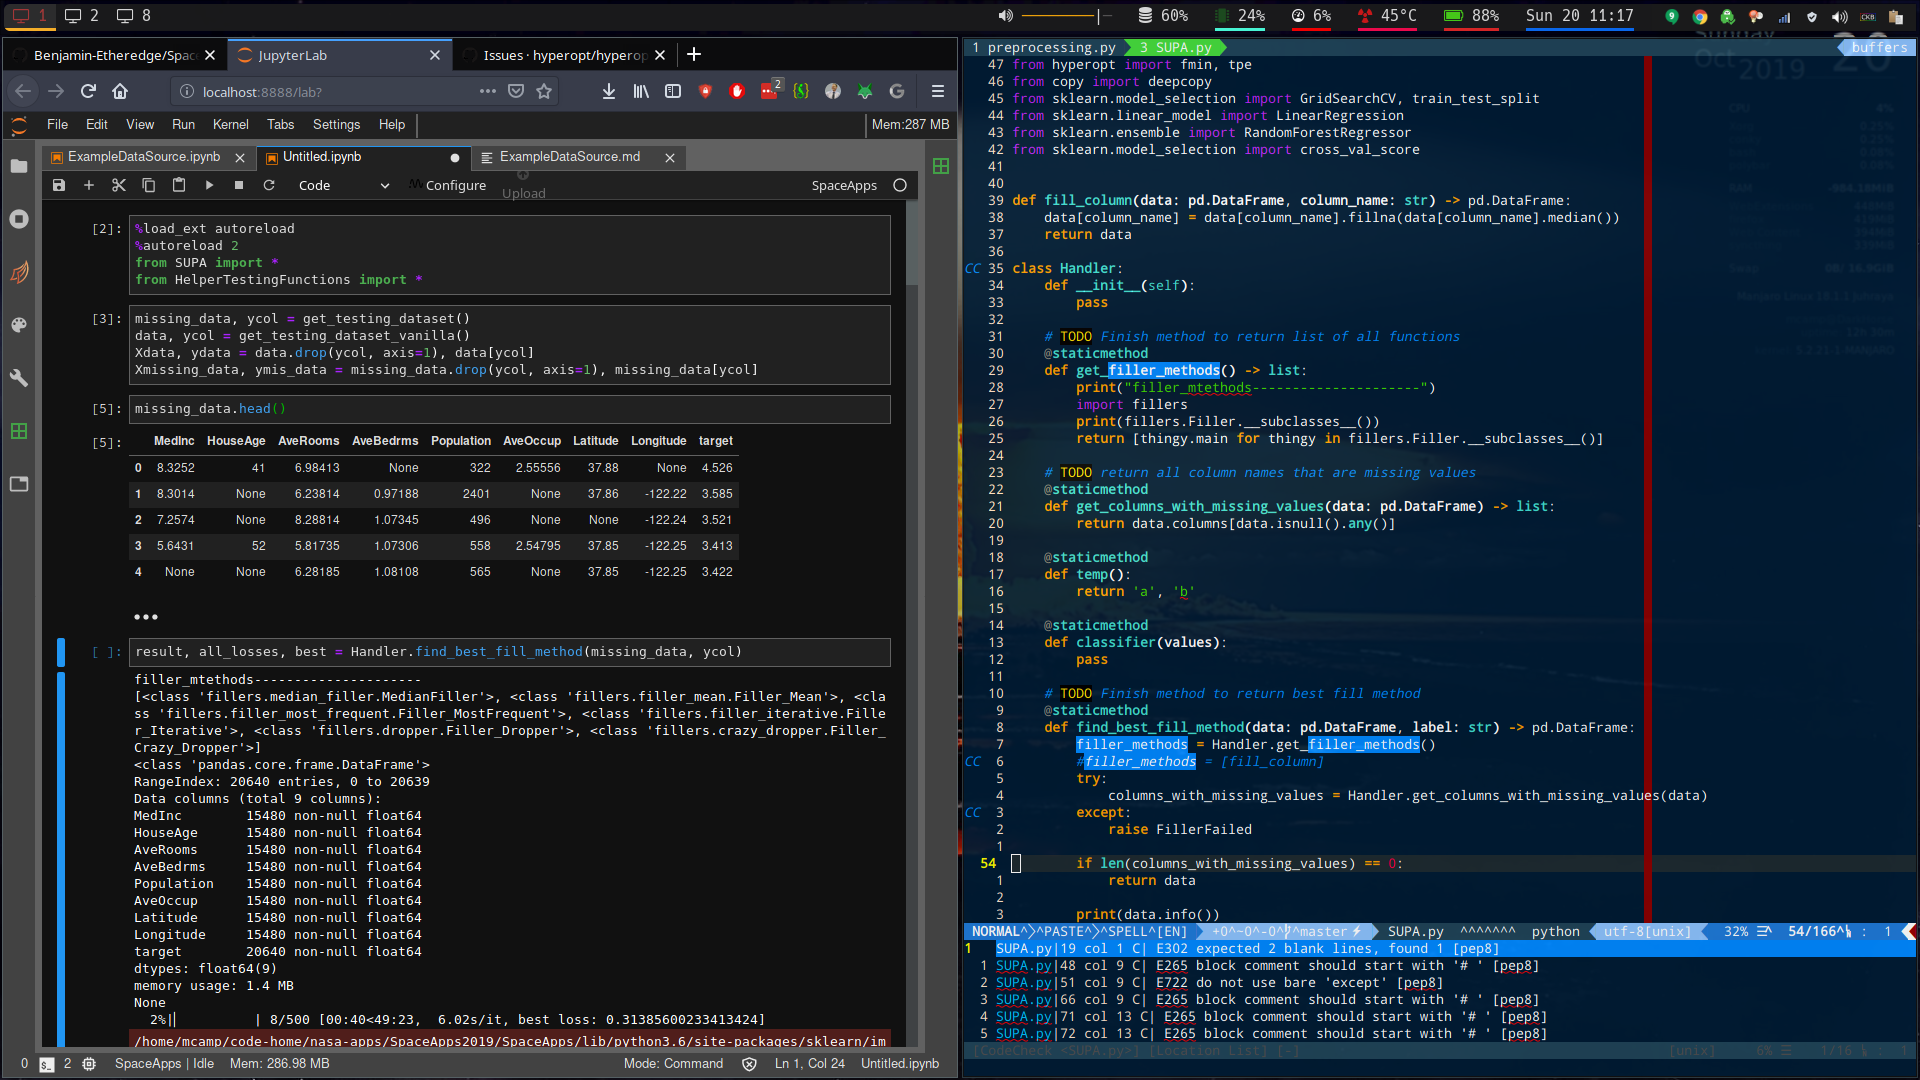 1 2 8 60% 24% 6% 45°C 88% Sun 20 11:17
Benjamin-Etheredge/Spac
JupyterLab
Issues · hyperopt/hyperop
localhost:8888/lab?
2
File Edit View Run Kernel Tabs Settings Help
Mem:287 MB
ExampleDataSource.ipynb
Untitled.ipynb
ExampleDataSource.md
Code
Configure
Upload
SpaceApps
[2]: %load_ext autoreload
%autoreload 2
from SUPA import *
from HelperTestingFunctions import *
[3]: missing_data, ycol = get_testing_dataset()
data, ycol = get_testing_dataset_vanilla()
Xdata, ydata = data.drop(ycol, axis=1), data[ycol]
Xmissing_data, ymis_data = missing_data.drop(ycol, axis=1), missing_data[ycol]
[5]: missing_data.head()
[5]: MedInc HouseAge AveRooms AveBedrms Population AveOccup Latitude Longitude target
0 8.3252 41 6.98413 None 322 2.55556 37.88 None 4.526
1 8.3014 None 6.23814 0.97188 2401 None 37.86 -122.22 3.585
2 7.2574 None 8.28814 1.07345 496 None None -122.24 3.521
3 5.6431 52 5.81735 1.07306 558 2.54795 37.85 -122.25 3.413
4 None None 6.28185 1.08108 565 None 37.85 -122.25 3.422
[ ]: result, all_losses, best = Handler.find_best_fill_method(missing_data, ycol)
filler_mtethods---------------------
[<class 'fillers.median_filler.MedianFiller'>, <class 'fillers.filler_mean.Filler_Mean'>, <cla
ss 'fillers.filler_most_frequent.Filler_MostFrequent'>, <class 'fillers.filler_iterative.Fille
r_Iterative'>, <class 'fillers.dropper.Filler_Dropper'>, <class 'fillers.crazy_dropper.Filler_
Crazy_Dropper'>]
<class 'pandas.core.frame.DataFrame'>
RangeIndex: 20640 entries, 0 to 20639
Data columns (total 9 columns):
MedInc 15480 non-null float64
HouseAge 15480 non-null float64
AveRooms 15480 non-null float64
AveBedrms 15480 non-null float64
Population 15480 non-null float64
AveOccup 15480 non-null float64
Latitude 15480 non-null float64
Longitude 15480 non-null float64
target 20640 non-null float64
dtypes: float64(9)
memory usage: 1.4 MB
None
2%| | 8/500 [00:40<49:23, 6.02s/it, best loss: 0.31385600233413424]
/home/mcamp/code-home/nasa-apps/SpaceApps2019/SpaceApps/lib/python3.6/site-packages/sklearn/im
0 2 SpaceApps | Idle Mem: 286.98 MB Mode: Command Ln 1, Col 24 Untitled.ipynb
1 preprocessing.py 3 SUPA.py buffers
47 from hyperopt import fmin, tpe
46 from copy import deepcopy
45 from sklearn.model_selection import GridSearchCV, train_test_split
44 from sklearn.linear_model import LinearRegression
43 from sklearn.ensemble import RandomForestRegressor
42 from sklearn.model_selection import cross_val_score
41
40
39 def fill_column(data: pd.DataFrame, column_name: str) -> pd.DataFrame:
38 data[column_name] = data[column_name].fillna(data[column_name].median())
37 return data
36
CC 35 class Handler:
34 def __init__(self):
33 pass
32
31 # TODO Finish method to return list of all functions
30 @staticmethod
29 def get_filler_methods() -> list:
28 print("filler_mtethods---------------------")
27 import fillers
26 print(fillers.Filler.__subclasses__())
25 return [thingy.main for thingy in fillers.Filler.__subclasses__()]
24
23 # TODO return all column names that are missing values
22 @staticmethod
21 def get_columns_with_missing_values(data: pd.DataFrame) -> list:
20 return data.columns[data.isnull().any()]
19
18 @staticmethod
17 def temp():
16 return 'a', 'b'
15
14 @staticmethod
13 def classifier(values):
12 pass
11
10 # TODO Finish method to return best fill method
9 @staticmethod
8 def find_best_fill_method(data: pd.DataFrame, label: str) -> pd.DataFrame:
7 filler_methods = Handler.get_filler_methods()
CC 6 #filler_methods = [fill_column]
5 try:
4 columns_with_missing_values = Handler.get_columns_with_missing_values(data)
CC 3 except:
2 raise FillerFailed
1
54 if len(columns_with_missing_values) == 0:
1 return data
2
3 print(data.info())
NORMAL^ ^PASTE^ ^SPELL^[EN] +0^~0^-0^ ^master SUPA.py ^^^^^^^ python utf-8[unix] 32% 54/166 : 1
1 SUPA.py|19 col 1 C| E302 expected 2 blank lines, found 1 [pep8]
1 SUPA.py|48 col 9 C| E265 block comment should start with '# ' [pep8]
2 SUPA.py|51 col 9 C| E722 do not use bare 'except' [pep8]
3 SUPA.py|66 col 9 C| E265 block comment should start with '# ' [pep8]
4 SUPA.py|71 col 13 C| E265 block comment should start with '# ' [pep8]
5 SUPA.py|72 col 13 C| E265 block comment should start with '# ' [pep8]
[CodeCheck <SUPA.py>] [Location List] [-] [unix] 6% 1/16 : 1
Sunday
Oct 2019 20